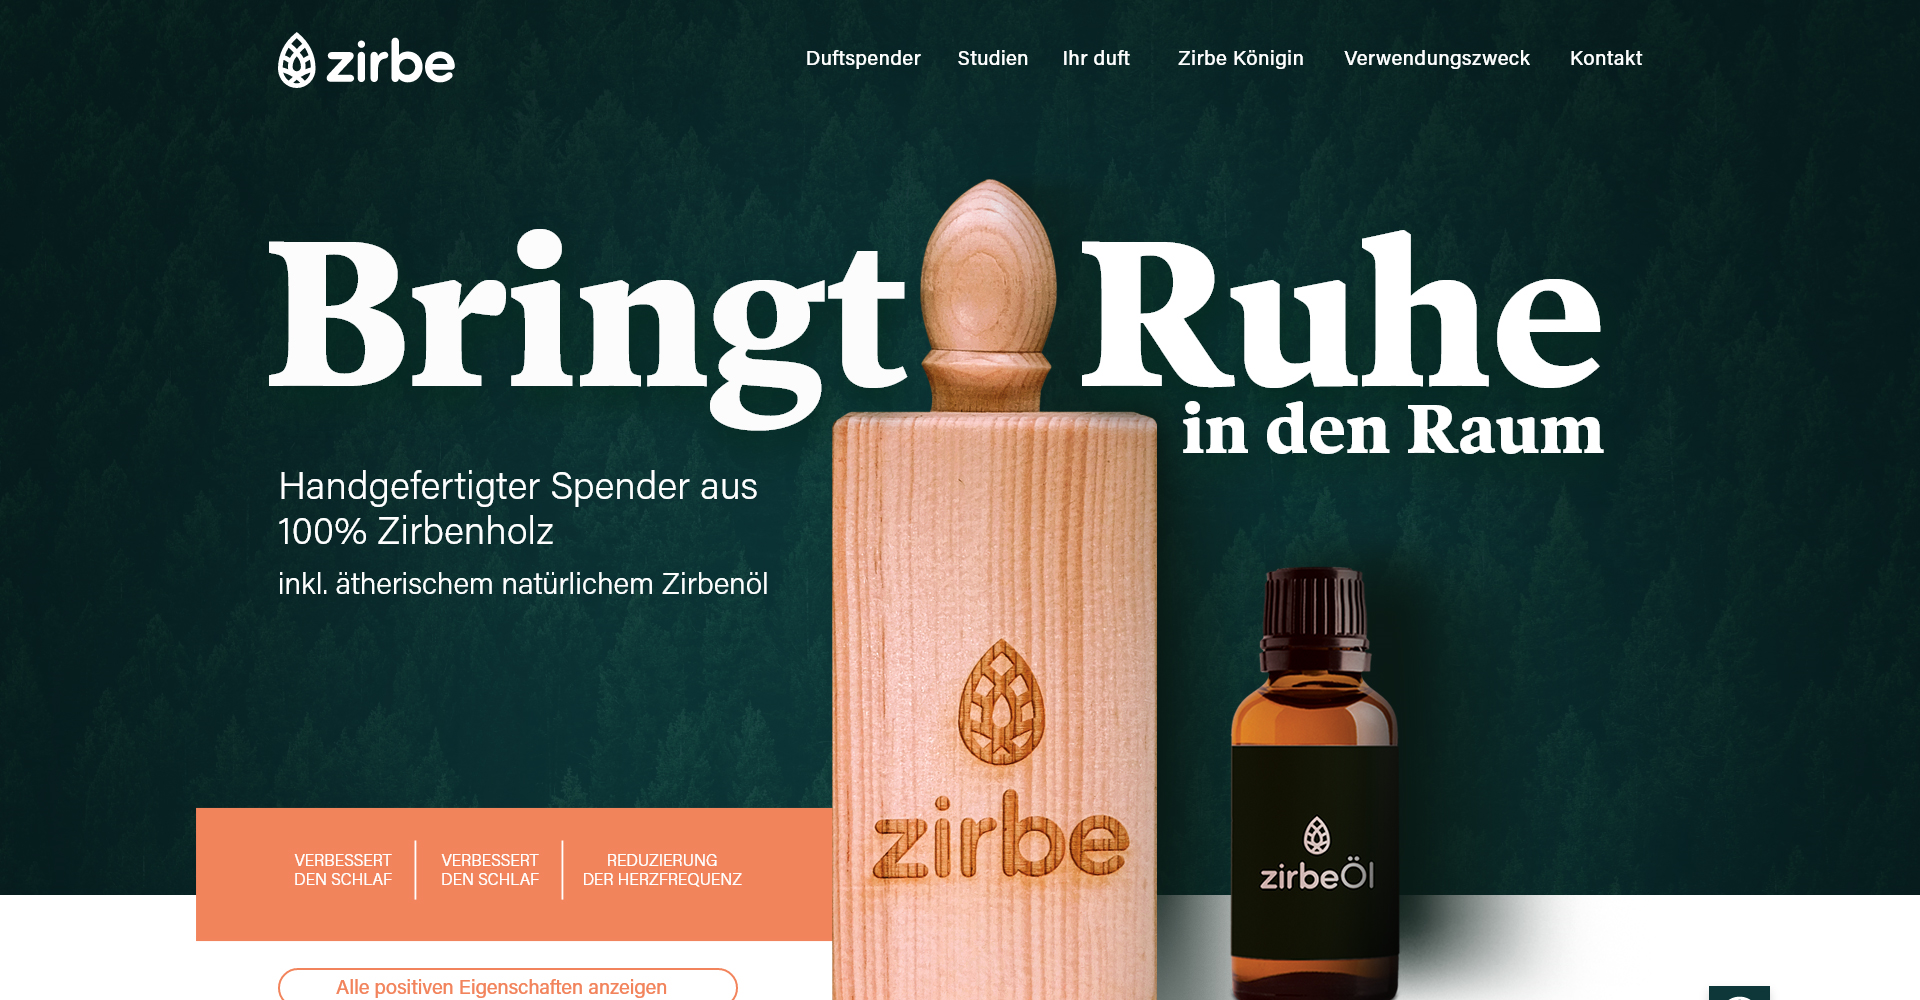 zirbe
Duftspender Studien Ihr duft Zirbe Königin Verwendungszweck Kontakt
Bringt Ruhe
in den Raum
Handgefertigter Spender aus
100% Zirbenholz
inkl. ätherischem natürlichem Zirbenöl
zirbe
zirbeÖl
VERBESSERT
DEN SCHLAF
VERBESSERT
DEN SCHLAF
REDUZIERUNG
DER HERZFREQUENZ
Alle positiven Eigenschaften anzeigen